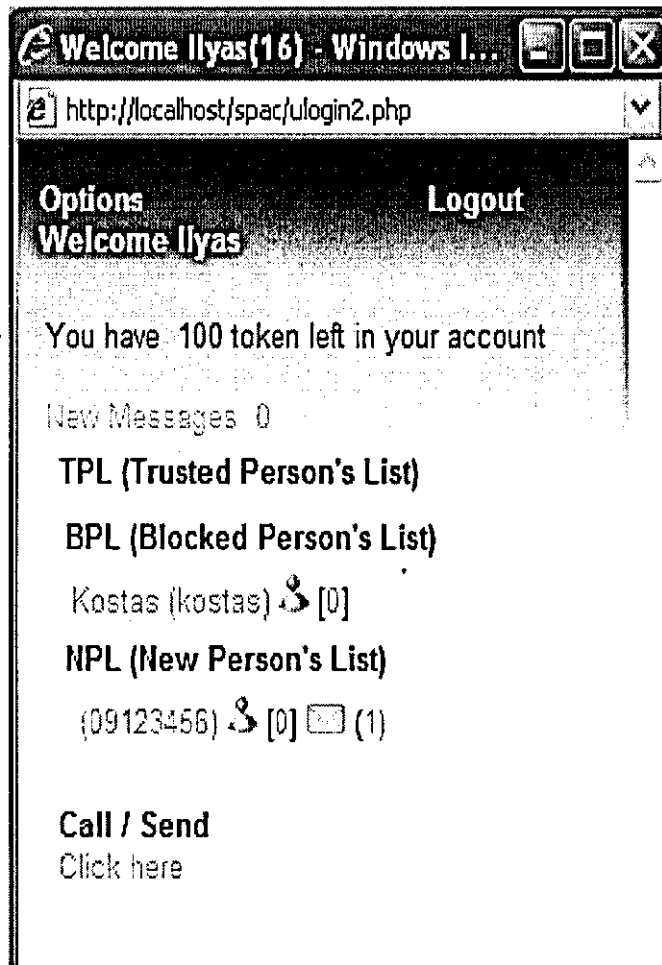 Welcome Ilyas(16) - Windows I...
http://localhost/spac/ulogin2.php
Options Logout
Welcome Ilyas
You have 100 token left in your account
New Messages 0
TPL (Trusted Person's List)
BPL (Blocked Person's List)
Kostas (kostas) [0]
NPL (New Person's List)
(09123456) [0] (1)
Call / Send
Click here